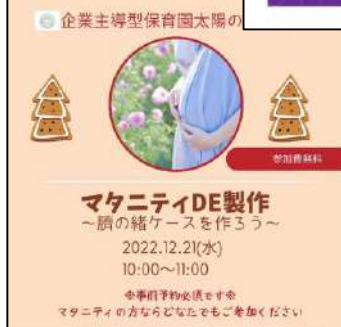 企業主導型保育園太陽の
参加費無料
マタニティDE製作
～臍の緒ケースを作ろう～
2022.12.21(水)
10:00～11:00
※事前予約必須です※
マタニティの方ならどなたでもご参加ください